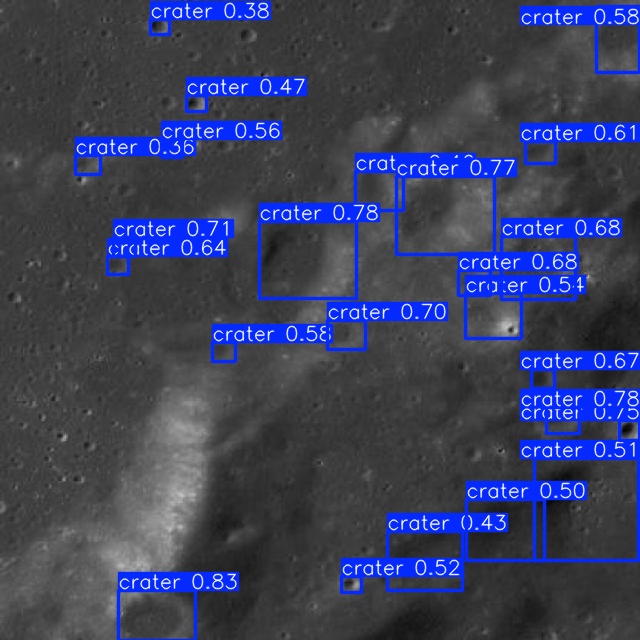 crater 0.38
crater 0.58
crater 0.47
crater 0.56
crater 0.61
crater 0.36
crater 0.77
crater 0.78
crater 0.71
crater 0.68
crater 0.64
crater 0.68
crater 0.54
crater 0.70
crater 0.58
crater 0.67
crater 0.78
crater 0.75
crater 0.51
crater 0.50
crater 0.43
crater 0.52
crater 0.83